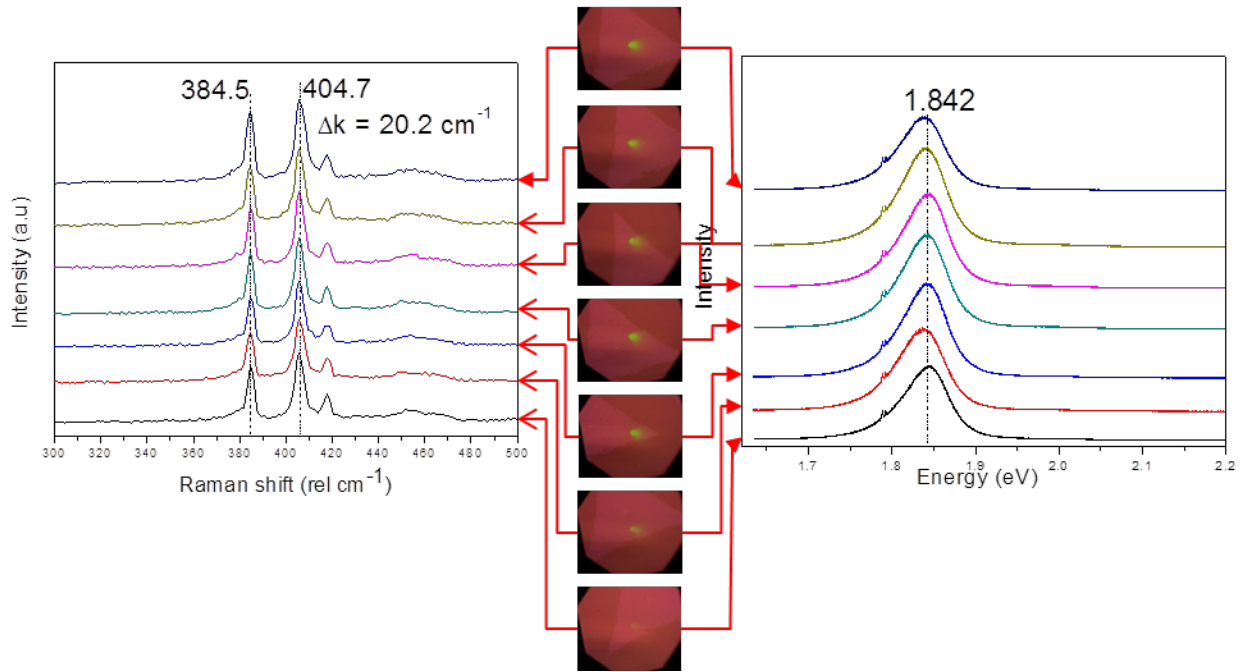 384.5
404.7
Δk = 20.2 cm⁻¹
Intensity (a.u)
300 320 340 360 380 400 420 440 460 480 500
Raman shift (rel cm⁻¹)
1.842
Intensity
1.7 1.8 1.9 2.0 2.1 2.2
Energy (eV)